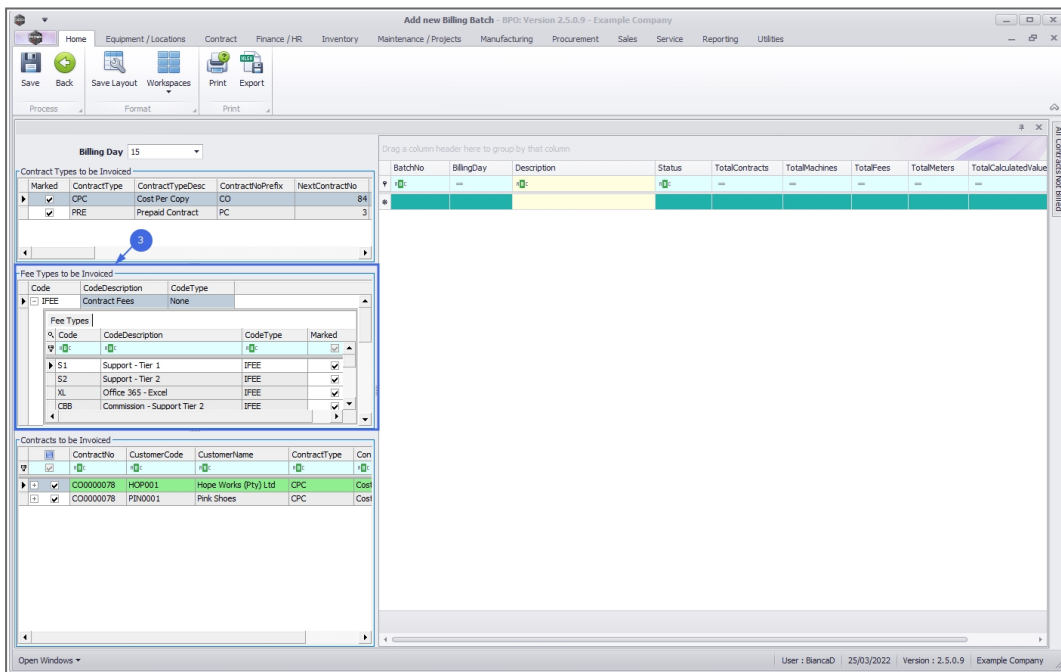 Add new Billing Batch - BPO: Version 2.5.0.9 - Example Company
Home Equipment / Locations Contract Finance / HR Inventory Maintenance / Projects Manufacturing Procurement Sales Service Reporting Utilities
Save Back Save Layout Workspaces Print Export
Process Format Print
Billing Day 15
Contract Types to be Invoiced
Marked ContractType ContractTypeDesc ContractNoPrefix NextContractNo
CPC Cost Per Copy CO 84
PRE Prepaid Contract PC 3
3
Fee Types to be Invoiced
Code CodeDescription CodeType
IFEE Contract Fees None
Fee Types
Code CodeDescription CodeType Marked
S1 Support - Tier 1 IFEE
S2 Support - Tier 2 IFEE
XL Office 365 - Excel IFEE
CBB Commission - Support Tier 2 IFEE
Contracts to be Invoiced
ContractNo CustomerCode CustomerName ContractType Con
CO0000078 HOP001 Hope Works (Pty) Ltd CPC Cost
CO0000078 PIN0001 Pink Shoes CPC Cost
Drag a column header here to group by that column
BatchNo BillingDay Description Status TotalContracts TotalMachines TotalFees TotalMeters TotalCalculatedValue
All Contracts Not Billed
Open Windows
User : BiancaD 25/03/2022 Version : 2.5.0.9 Example Company